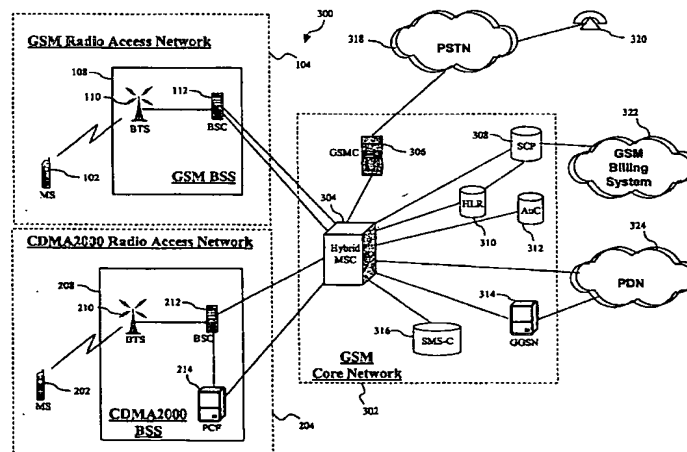 GSM Radio Access Network
300
104
318
PSTN
320
108
110
112
BTS
BSC
GSM BSS
MS
102
GSMC
306
308
SCP
322
GSM
Billing
System
304
Hybrid
MSC
HLR
310
AuC
312
324
PDN
CDMA2000 Radio Access Network
208
210
212
BTS
BSC
314
GGSN
316
SMS-C
MS
202
214
PCF
CDMA2000
BSS
204
GSM
Core Network
302